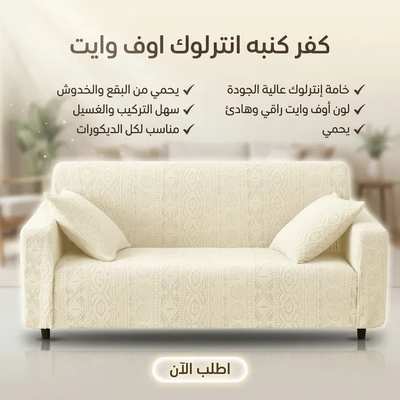 كفر كنبه انترلوك اوف وايت
خامة إنترلوك عالية الجودة
لون أوف وايت راقي وهادئ
يحمي
يحمي من البقع والخدوش
سهل التركيب والغسيل
مناسب لكل الديكورات
اطلب الآن